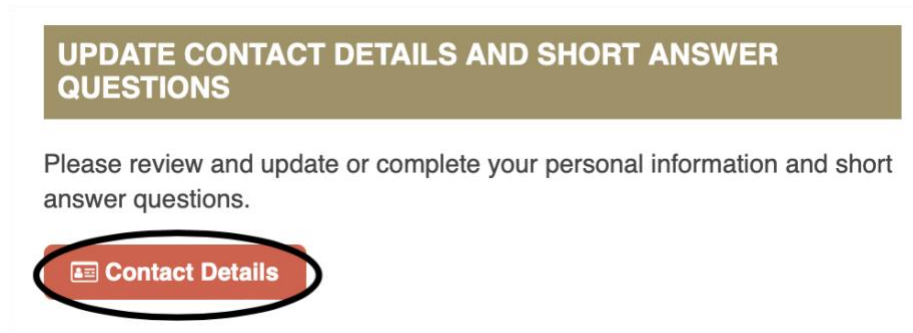 UPDATE CONTACT DETAILS AND SHORT ANSWER
QUESTIONS
Please review and update or complete your personal information and short
answer questions.
Contact Details